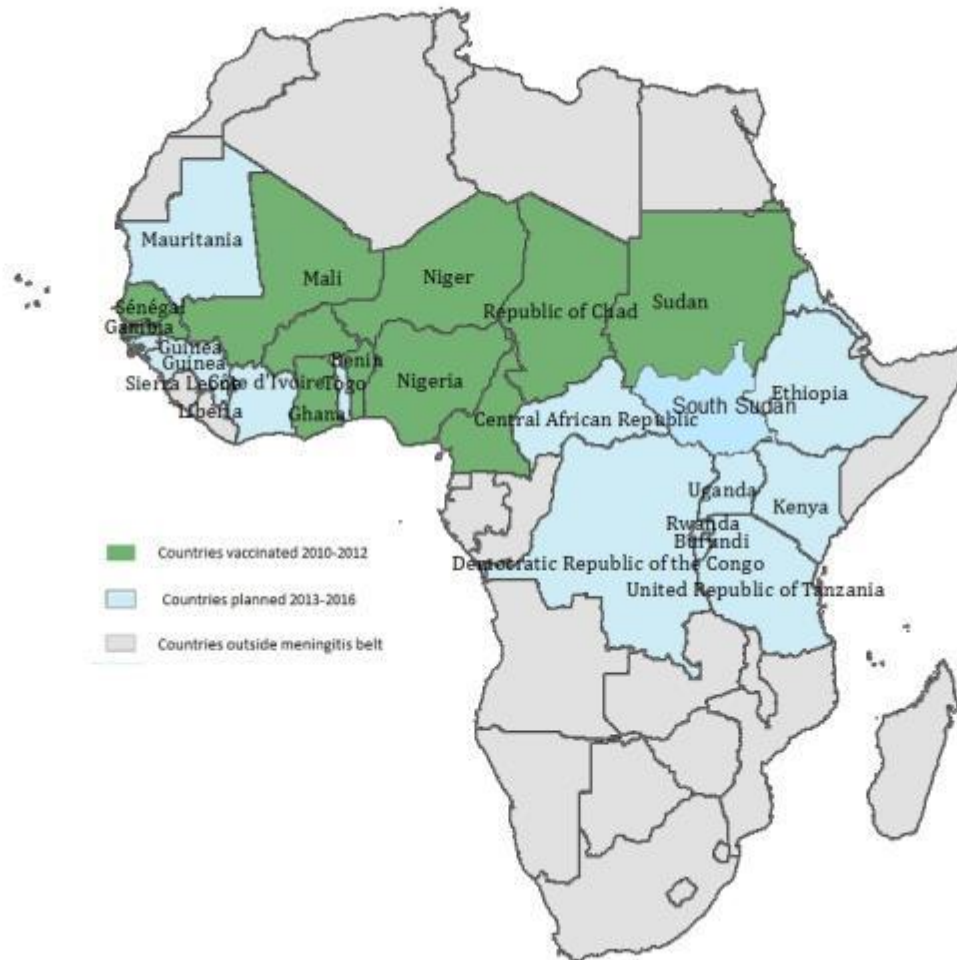 Mauritania
Mali
Niger
Sénégal
Republic of Chad
Sudan
Gambia
Guinea
Benin
Guinea
Nigeria
Sierra Leone
Côte d'Ivoire
Togo
Ethiopia
South Sudan
Liberia
Ghana
Central African Republic
Uganda
Kenya
Rwanda
Burundi
Countries vaccinated 2010-2012
Democratic Republic of the Congo
United Republic of Tanzania
Countries planned 2013-2016
Countries outside meningitis belt